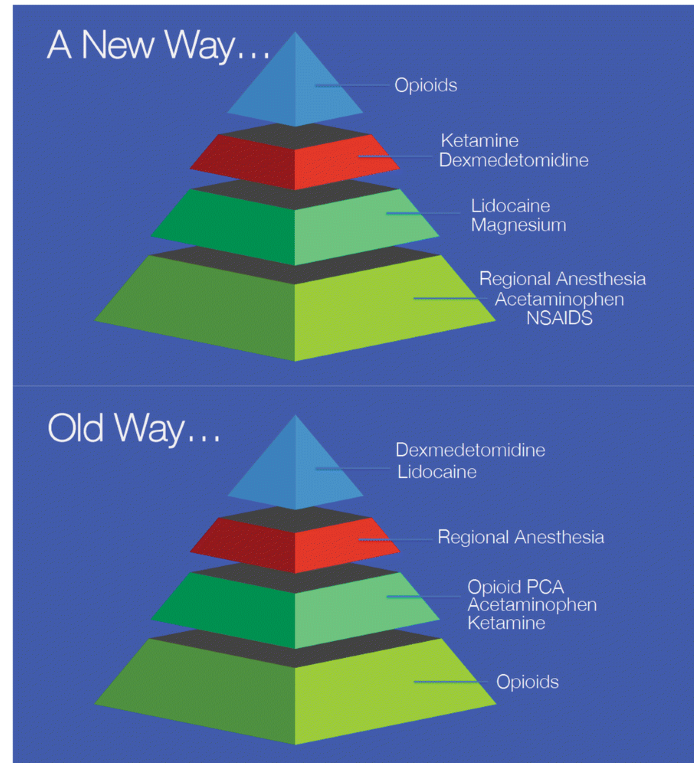 A New Way...
Opioids
Ketamine
Dexmedetomidine
Lidocaine
Magnesium
Regional Anesthesia
Acetaminophen
NSAIDS
Old Way...
Dexmedetomidine
Lidocaine
Regional Anesthesia
Opioid PCA
Acetaminophen
Ketamine
Opioids